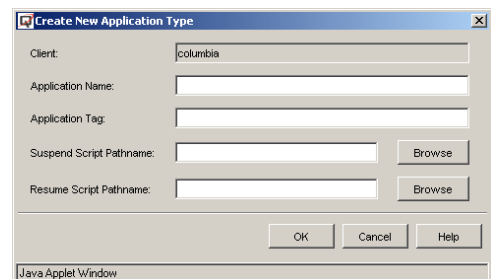 Create New Application Type
Client: columbia
Application Name:
Application Tag:
Suspend Script Pathname: Browse
Resume Script Pathname: Browse
OK Cancel Help
Java Applet Window